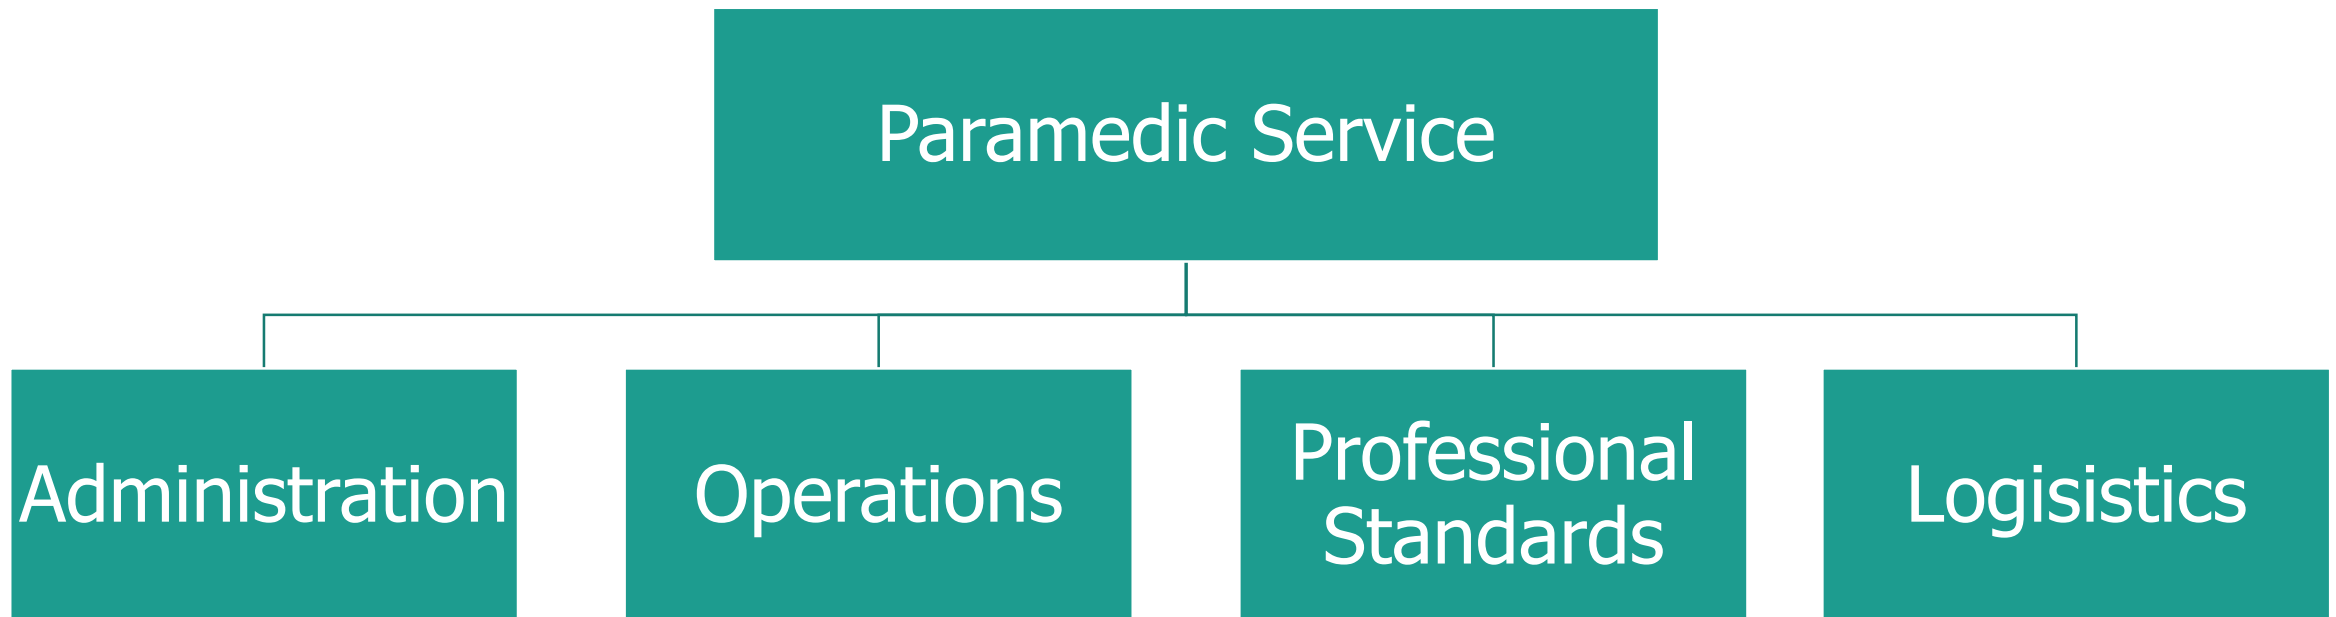 Paramedic Service
Administration
Operations
Professional
Standards
Logisistics